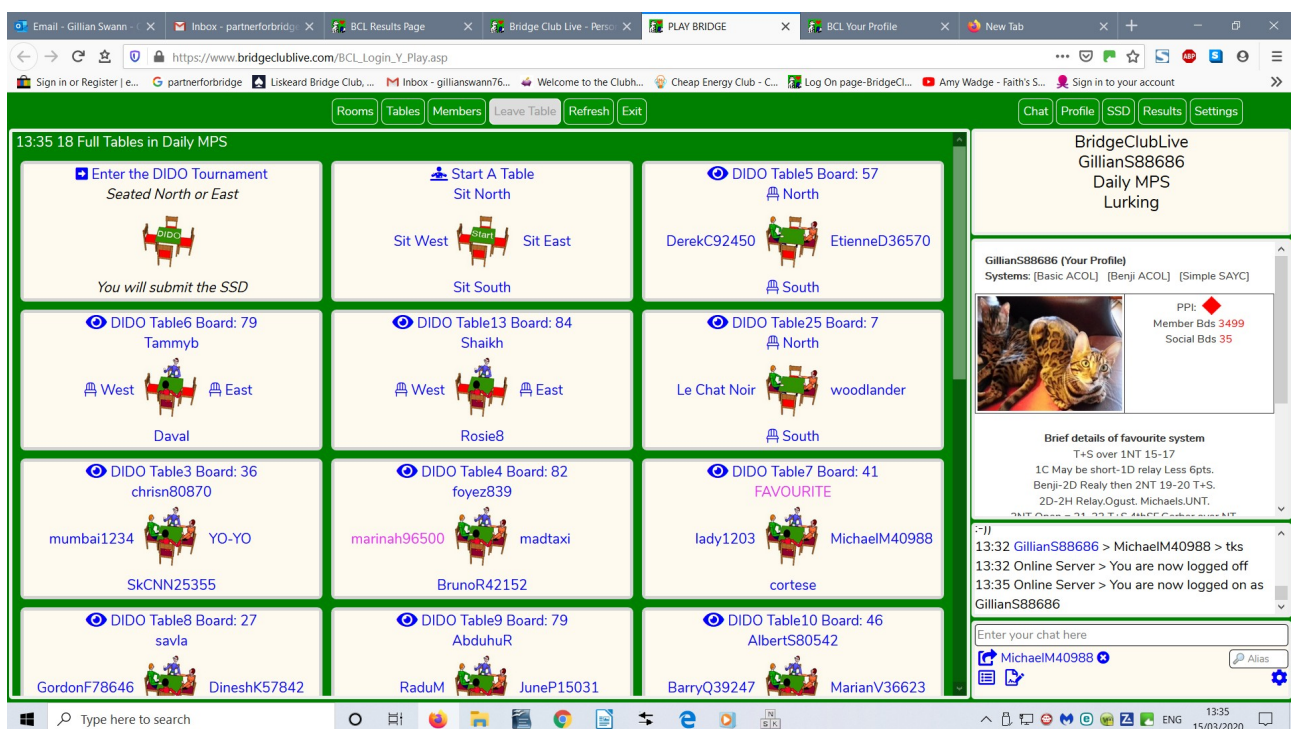 Email - Gillian Swann - C
Inbox - partnerforbridge
BCL Results Page
Bridge Club Live - Perso
PLAY BRIDGE
BCL Your Profile
New Tab
https://www.bridgeclublive.com/BCL_Login_Y_Play.asp
Sign in or Register | e...
partnerforbridge
Liskeard Bridge Club, ...
Inbox - gillianswann76...
Welcome to the Clubh...
Cheap Energy Club - C...
Log On page-BridgeCl...
Amy Wadge - Faith's S...
Sign in to your account
Rooms Tables Members Leave Table Refresh Exit
Chat Profile SSD Results Settings
13:35 18 Full Tables in Daily MPS
Enter the DIDO Tournament
Seated North or East
DIDO
You will submit the SSD
Start A Table
Sit North
Sit West Start Sit East
Sit South
DIDO Table5 Board: 57
North
DerekC92450 EtienneD36570
South
DIDO Table6 Board: 79
Tammyb
West East
Daval
DIDO Table13 Board: 84
Shaikh
West East
Rosie8
DIDO Table25 Board: 7
North
Le Chat Noir woodlander
South
DIDO Table3 Board: 36
chrisn80870
mumbai1234 YO-YO
SkCNN25355
DIDO Table4 Board: 82
foyez839
marinah96500 madtaxi
BrunoR42152
DIDO Table7 Board: 41
FAVOURITE
lady1203 MichaelM40988
cortese
DIDO Table8 Board: 27
savla
GordonF78646 DineshK57842
DIDO Table9 Board: 79
AbduhuR
RaduM JuneP15031
DIDO Table10 Board: 46
AlbertS80542
BarryQ39247 MarianV36623
BridgeClubLive
GillianS88686
Daily MPS
Lurking
GillianS88686 (Your Profile)
Systems: [Basic ACOL] [Benji ACOL] [Simple SAYC]
PPI:
Member Bds 3499
Social Bds 35
Brief details of favourite system
T+S over 1NT 15-17
1C May be short-1D relay Less 6pts.
Benji-2D Realy then 2NT 19-20 T+S.
2D-2H Relay.Ogust. Michaels.UNT.
2NT Open = 21-22 T+S 4thSF Gerber over NT
:-))
13:32 GillianS88686 > MichaelM40988 > tks
13:32 Online Server > You are now logged off
13:35 Online Server > You are now logged on as
GillianS88686
Enter your chat here
MichaelM40988
Alias
Type here to search
ENG
13:35
15/03/2020